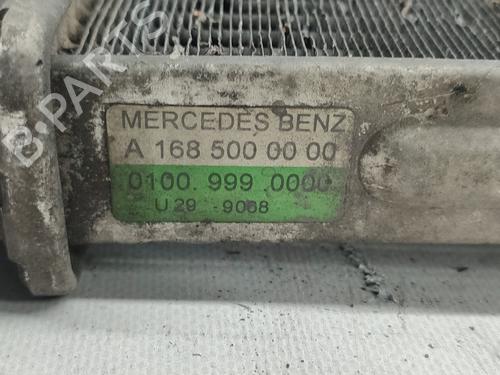 MERCEDES BENZ
A 168 500 00 00
0100. 999 .0000
U 29 -9068
B-PARTS